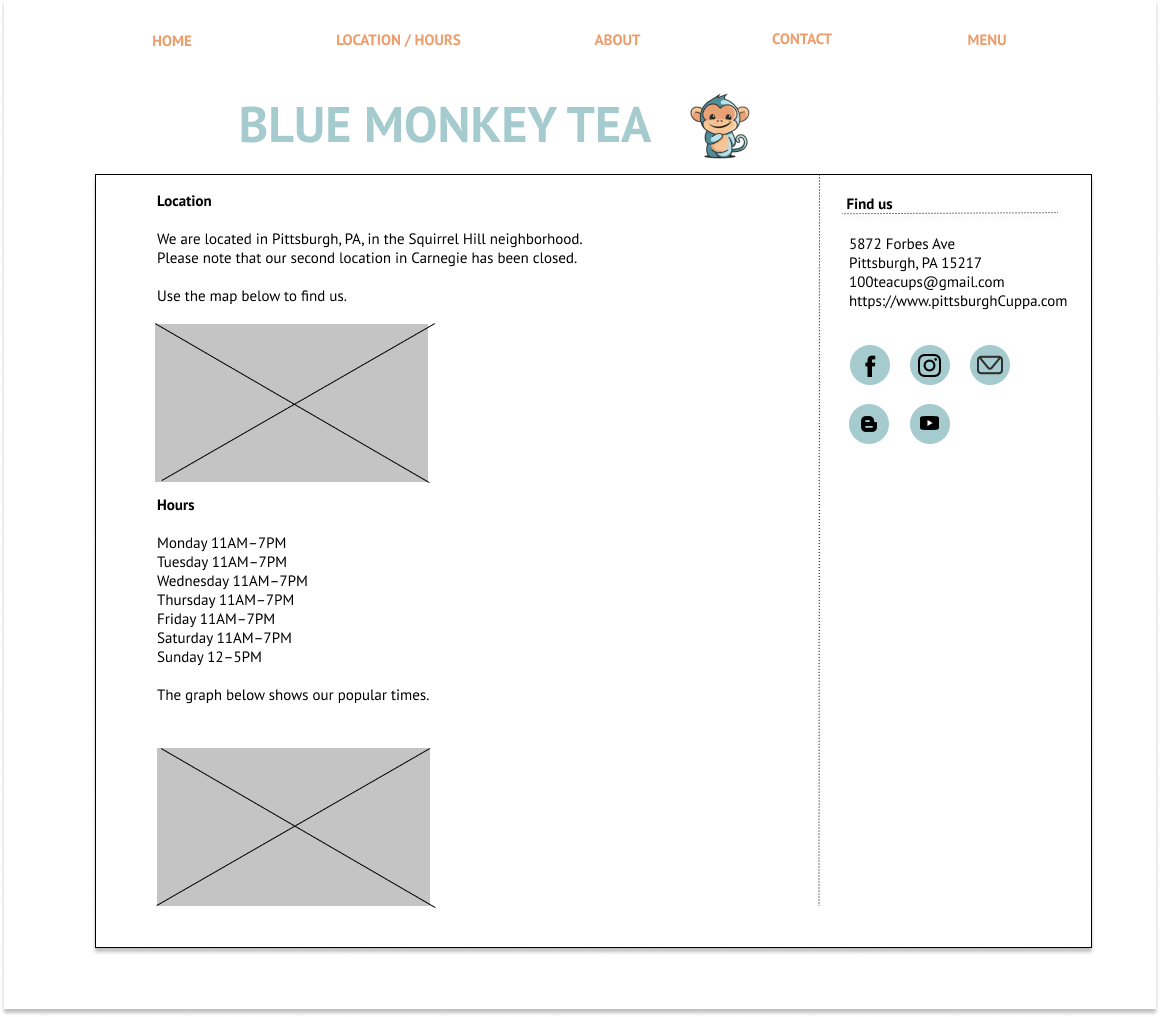 HOME LOCATION / HOURS ABOUT CONTACT MENU
BLUE MONKEY TEA
Location
We are located in Pittsburgh, PA, in the Squirrel Hill neighborhood.
Please note that our second location in Carnegie has been closed.
Use the map below to find us.
Hours
Monday 11AM–7PM
Tuesday 11AM–7PM
Wednesday 11AM–7PM
Thursday 11AM–7PM
Friday 11AM–7PM
Saturday 11AM–7PM
Sunday 12–5PM
The graph below shows our popular times.
Find us
5872 Forbes Ave
Pittsburgh, PA 15217
100teacups@gmail.com
https://www.pittsburghCuppa.com